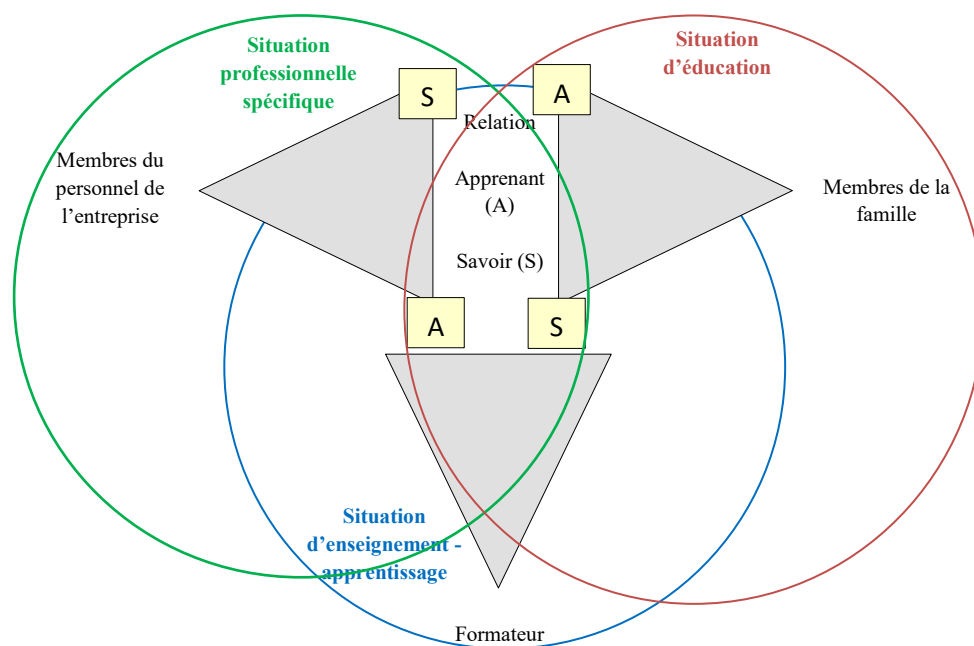 Situation
professionnelle
spécifique
Situation
d’éducation
S
A
Relation
Membres du
personnel de
l’entreprise
Apprenant
(A)
Membres de la
famille
Savoir (S)
A
S
Situation
d’enseignement -
apprentissage
Formateur